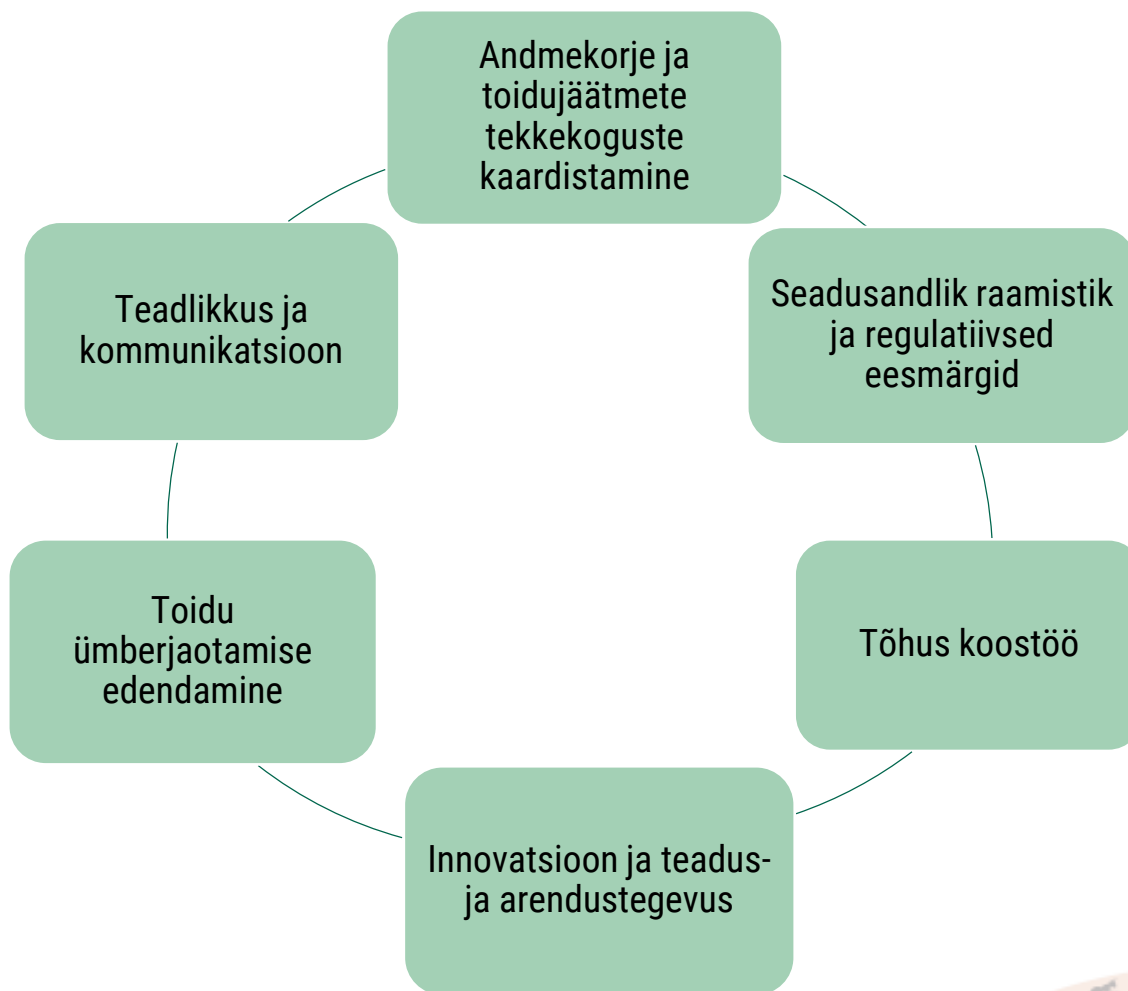 Andmekorje ja
toidujäätmete
tekkekoguste
kaardistamine
Seadusandlik raamistik
ja regulatiivsed
eesmärgid
Tõhus koostöö
Innovatsioon ja teadus-
ja arendustegevus
Toidu
ümberjaotamise
edendamine
Teadlikkus ja
kommunikatsioon